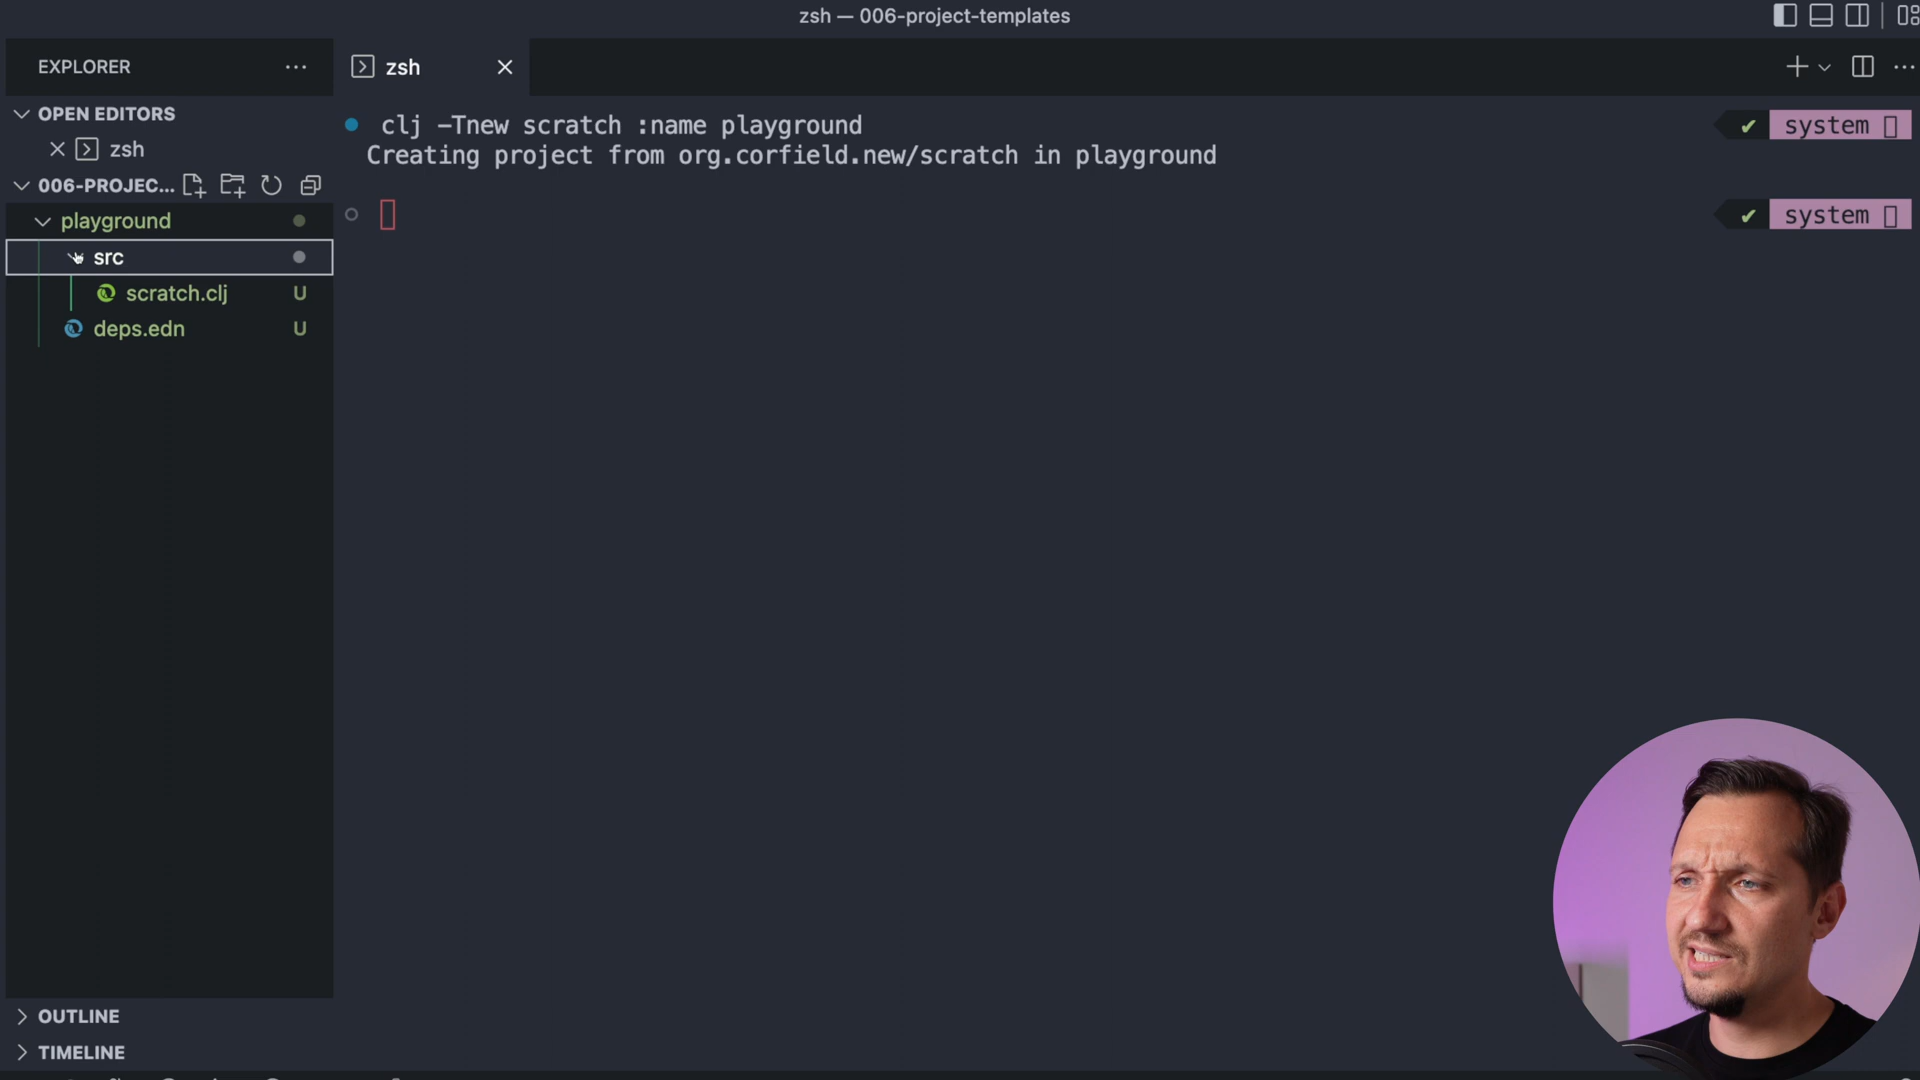 zsh — 006-project-templates
EXPLORER
zsh
OPEN EDITORS
zsh
006-PROJEC...
playground
src
scratch.clj U
deps.edn U
clj -Tnew scratch :name playground
system
Creating project from org.corfield.new/scratch in playground
system
OUTLINE
TIMELINE